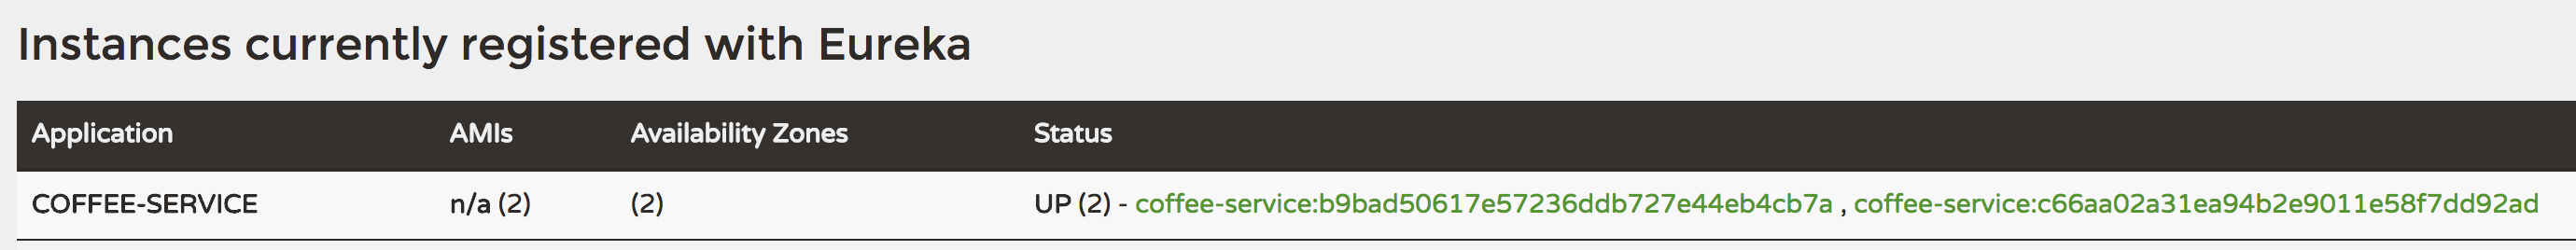 Instances currently registered with Eureka
Application AMIs Availability Zones Status
COFFEE-SERVICE n/a (2) (2) UP (2) - coffee-service:b9bad50617e57236ddb727e44eb4cb7a , coffee-service:c66aa02a31ea94b2e9011e58f7dd92ad